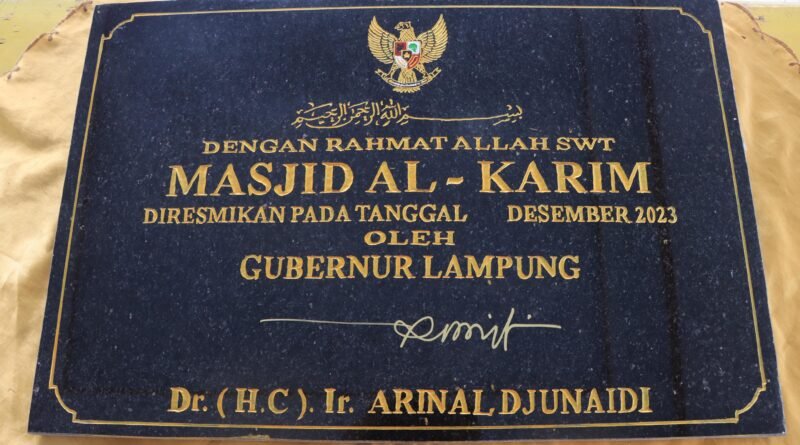 بسم الله الرحمن الرحيم
DENGAN RAHMAT ALLAH SWT
MASJID AL - KARIM
DIRESMIKAN PADA TANGGAL DESEMBER 2023
OLEH
GUBERNUR LAMPUNG
Dr. ( H.C ). Ir. ARINAL DJUNAIDI